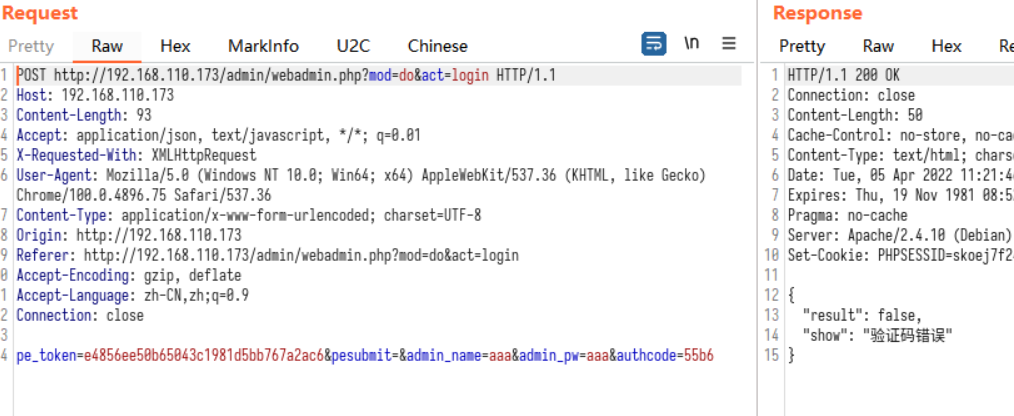 Request
Pretty Raw Hex MarkInfo U2C Chinese \n
1 POST http://192.168.110.173/admin/webadmin.php?mod=do&act=login HTTP/1.1
2 Host: 192.168.110.173
3 Content-Length: 93
4 Accept: application/json, text/javascript, */*; q=0.01
5 X-Requested-With: XMLHttpRequest
6 User-Agent: Mozilla/5.0 (Windows NT 10.0; Win64; x64) AppleWebKit/537.36 (KHTML, like Gecko)
Chrome/100.0.4896.75 Safari/537.36
7 Content-Type: application/x-www-form-urlencoded; charset=UTF-8
8 Origin: http://192.168.110.173
9 Referer: http://192.168.110.173/admin/webadmin.php?mod=do&act=login
0 Accept-Encoding: gzip, deflate
1 Accept-Language: zh-CN,zh;q=0.9
2 Connection: close
3
4 pe_token=e4856ee50b65043c1981d5bb767a2ac6&pesubmit=&admin_name=aaa&admin_pw=aaa&authcode=55b6
Response
Pretty Raw Hex Re
1 HTTP/1.1 200 OK
2 Connection: close
3 Content-Length: 50
4 Cache-Control: no-store, no-ca
5 Content-Type: text/html; chars
6 Date: Tue, 05 Apr 2022 11:21:4
7 Expires: Thu, 19 Nov 1981 08:5
8 Pragma: no-cache
9 Server: Apache/2.4.10 (Debian)
10 Set-Cookie: PHPSESSID=skoej7f2
11
12 {
13 "result": false,
14 "show": "验证码错误"
15 }